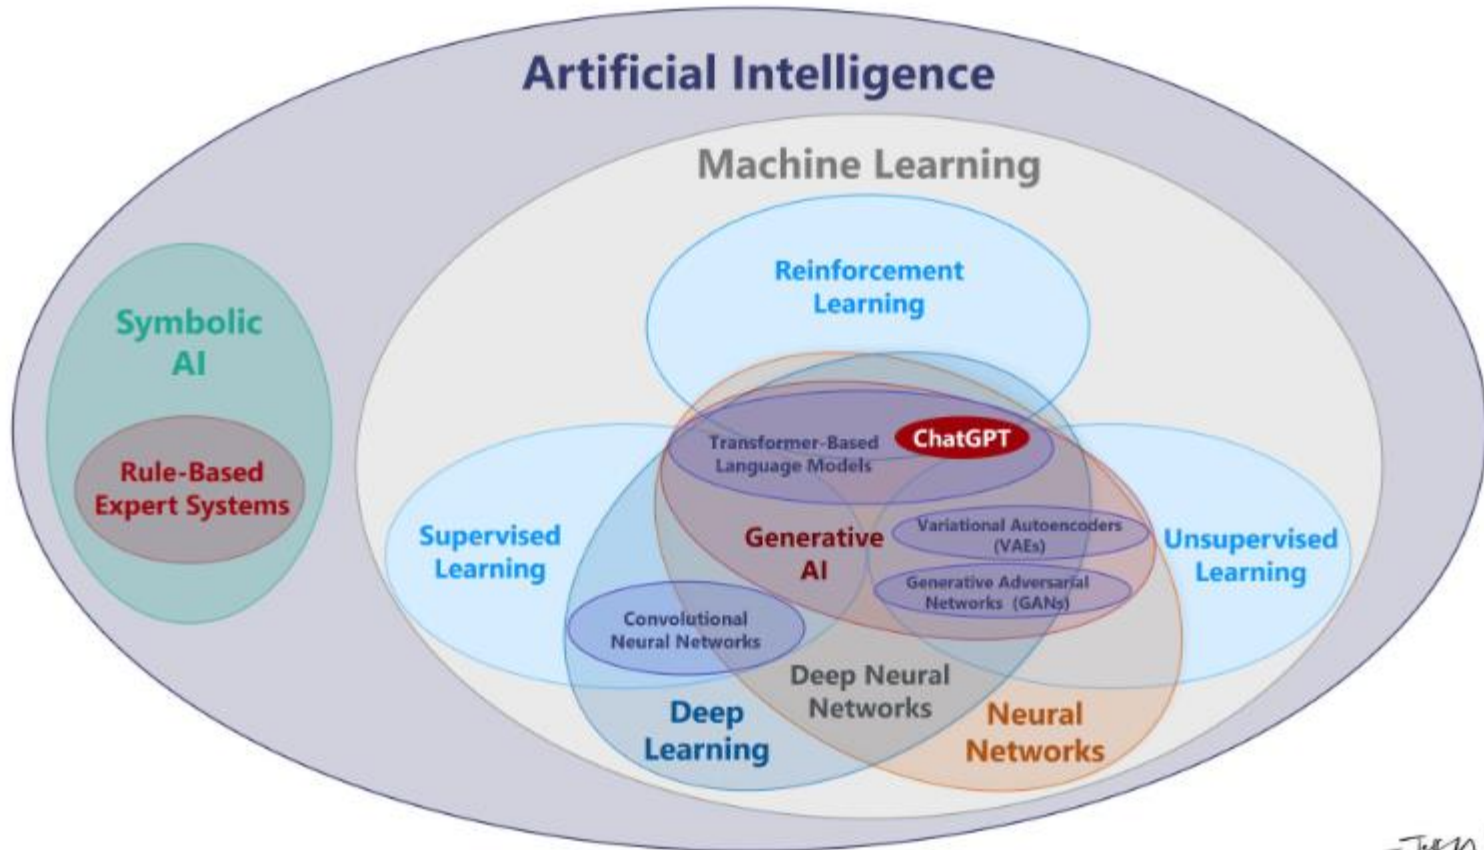 Artificial Intelligence
Machine Learning
Reinforcement
Learning
Symbolic
AI
Rule-Based
Expert Systems
Transformer-Based
Language Models
ChatGPT
Supervised
Learning
Generative
AI
Variational Autoencoders
(VAEs)
Generative Adversarial
Networks (GANs)
Unsupervised
Learning
Convolutional
Neural Networks
Deep Neural
Networks
Deep
Learning
Neural
Networks